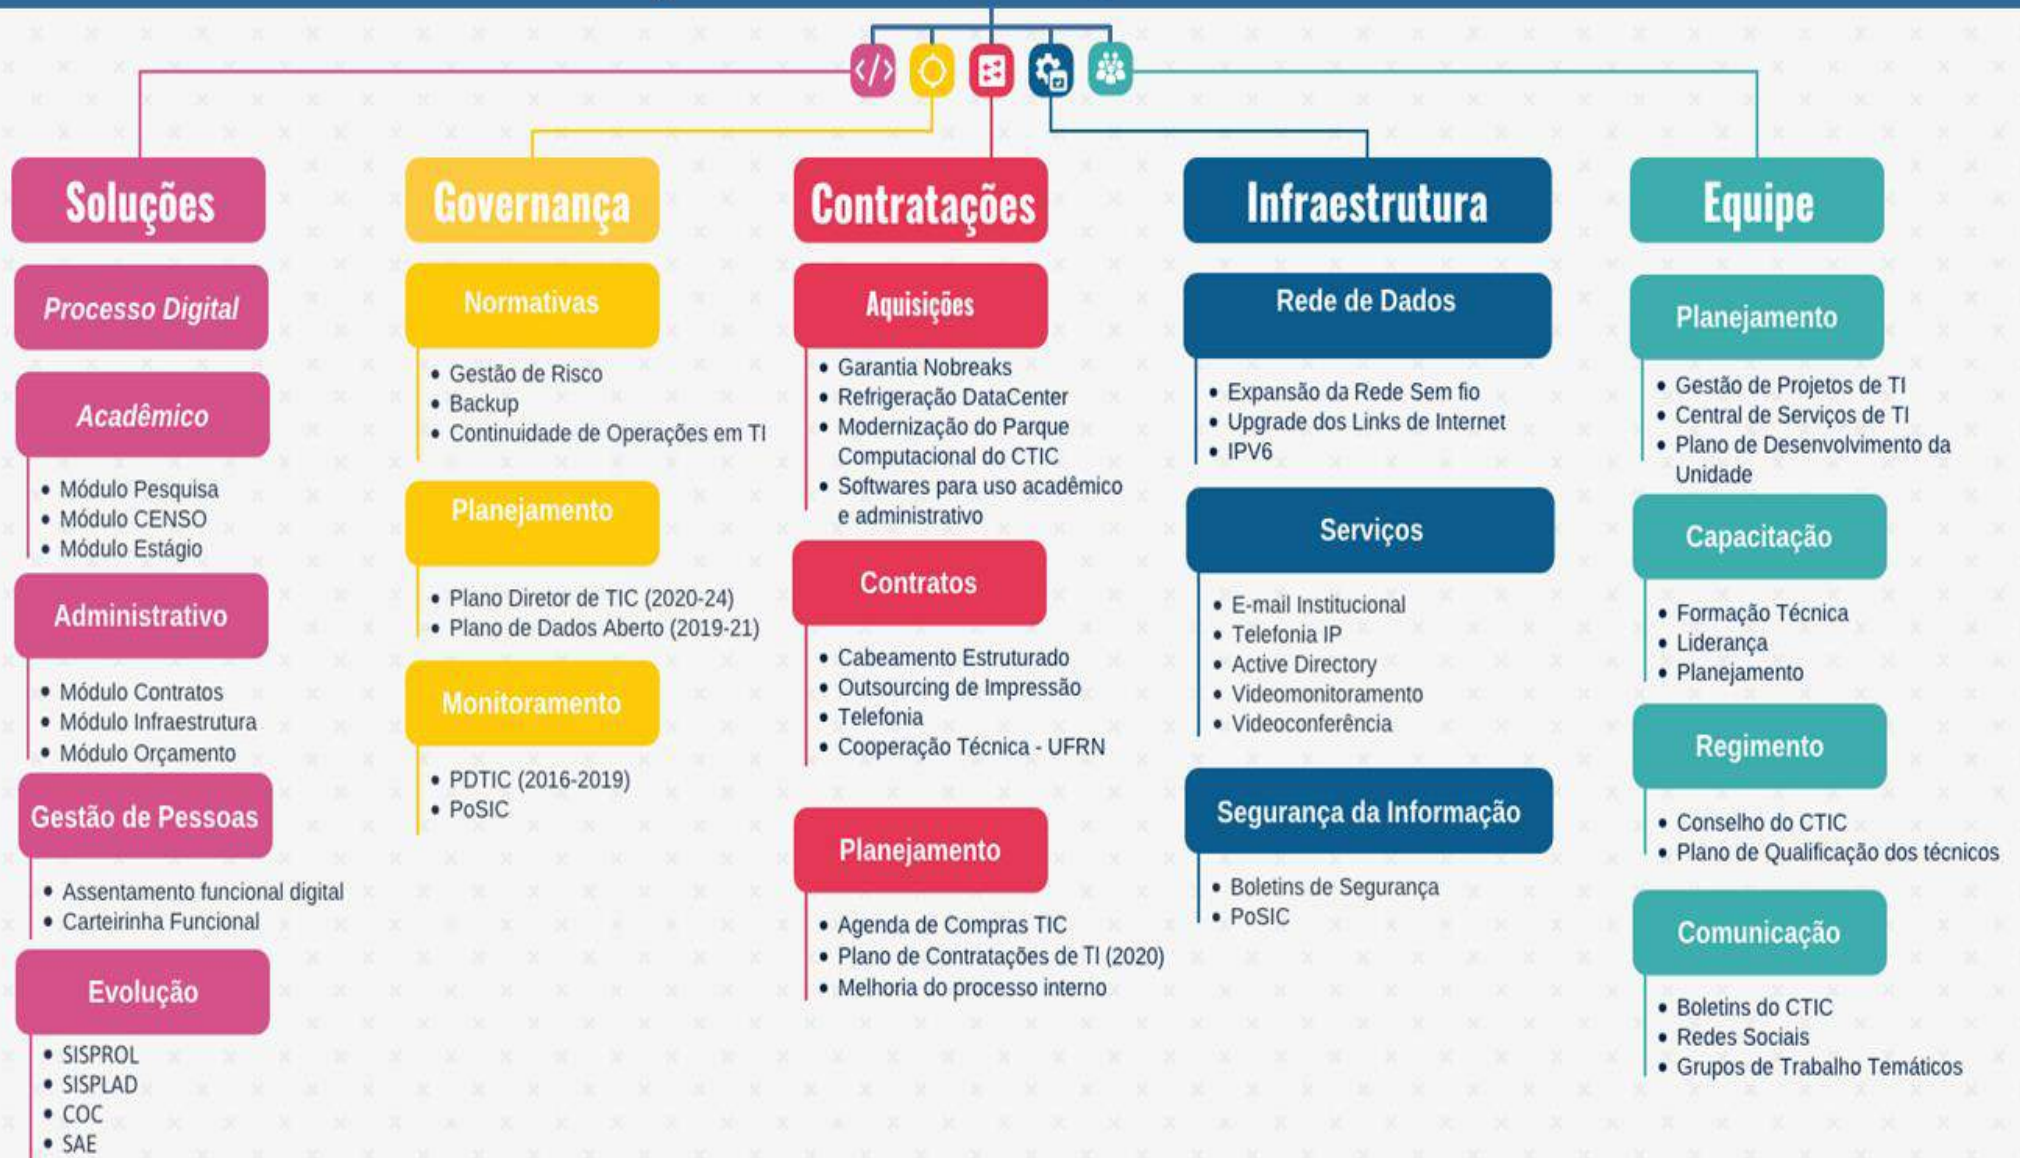 Soluções
Processo Digital
Acadêmico
• Módulo Pesquisa
• Módulo CENSO
• Módulo Estágio
Administrativo
• Módulo Contratos
• Módulo Infraestrutura
• Módulo Orçamento
Gestão de Pessoas
• Assentamento funcional digital
• Carteirinha Funcional
Evolução
• SISPROL
• SISPLAD
• COC
• SAE
Governança
Normativas
• Gestão de Risco
• Backup
• Continuidade de Operações em TI
Planejamento
• Plano Diretor de TIC (2020-24)
• Plano de Dados Aberto (2019-21)
Monitoramento
• PDTIC (2016-2019)
• PoSIC
Contratações
Aquisições
• Garantia Nobreaks
• Refrigeração DataCenter
• Modernização do Parque
Computacional do CTIC
• Softwares para uso acadêmico
e administrativo
Contratos
• Cabeamento Estruturado
• Outsourcing de Impressão
• Telefonia
• Cooperação Técnica - UFRN
Planejamento
• Agenda de Compras TIC
• Plano de Contratações de TI (2020)
• Melhoria do processo interno
Infraestrutura
Rede de Dados
• Expansão da Rede Sem fio
• Upgrade dos Links de Internet
• IPV6
Serviços
• E-mail Institucional
• Telefonia IP
• Active Directory
• Videomonitoramento
• Videoconferência
Segurança da Informação
• Boletins de Segurança
• PoSIC
Equipe
Planejamento
• Gestão de Projetos de TI
• Central de Serviços de TI
• Plano de Desenvolvimento da
Unidade
Capacitação
• Formação Técnica
• Liderança
• Planejamento
Regimento
• Conselho do CTIC
• Plano de Qualificação dos técnicos
Comunicação
• Boletins do CTIC
• Redes Sociais
• Grupos de Trabalho Temáticos